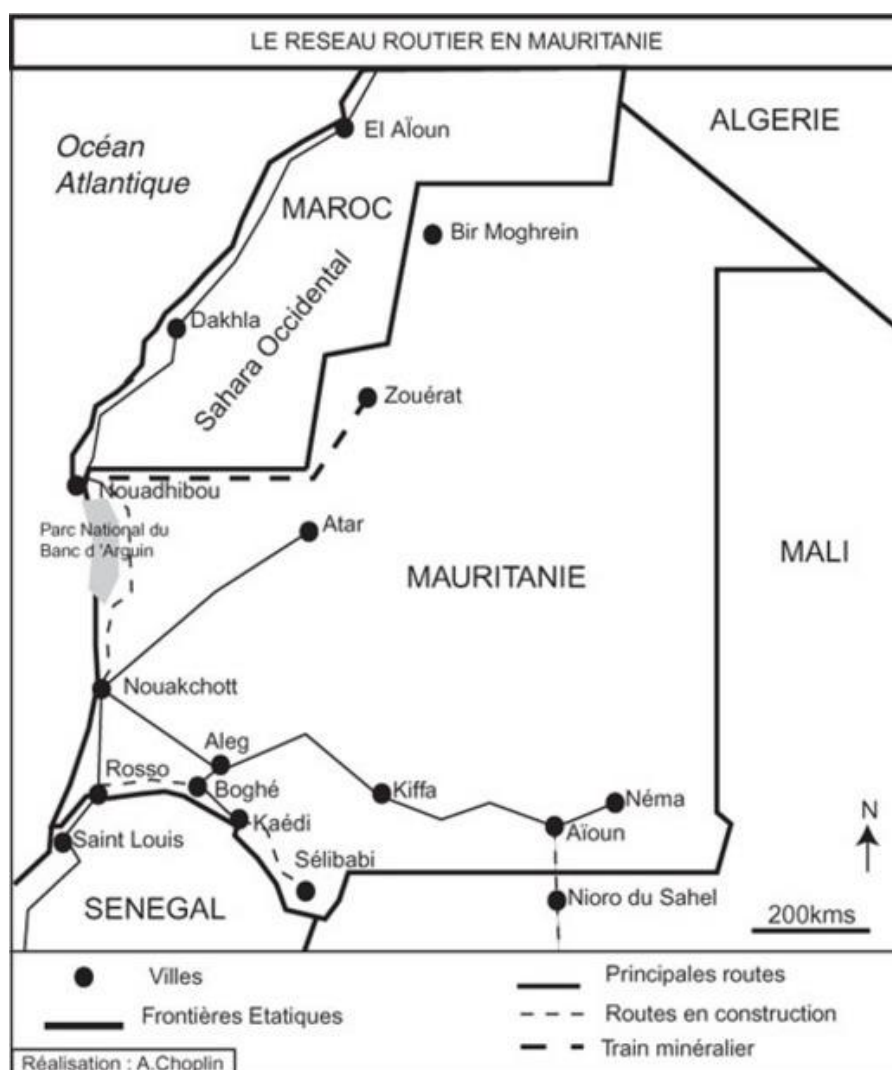 LE RESEAU ROUTIER EN MAURITANIE
ALGERIE
El AÏoun
Océan
Atlantique
MAROC
Bir Moghrein
Sahara Occidental
Dakhla
Zouérat
Nouadhibou
Parc National du
Banc d 'Arguin
Atar
MAURITANIE
MALI
Nouakchott
Aleg
Rosso
Boghé
Kiffa
Néma
Kaédi
Aïoun
Saint Louis
Sélibabi
N
SENEGAL
Nioro du Sahel
200kms
Villes
Principales routes
Frontières Etatiques
Routes en construction
Train minéralier
Réalisation : A.Choplin